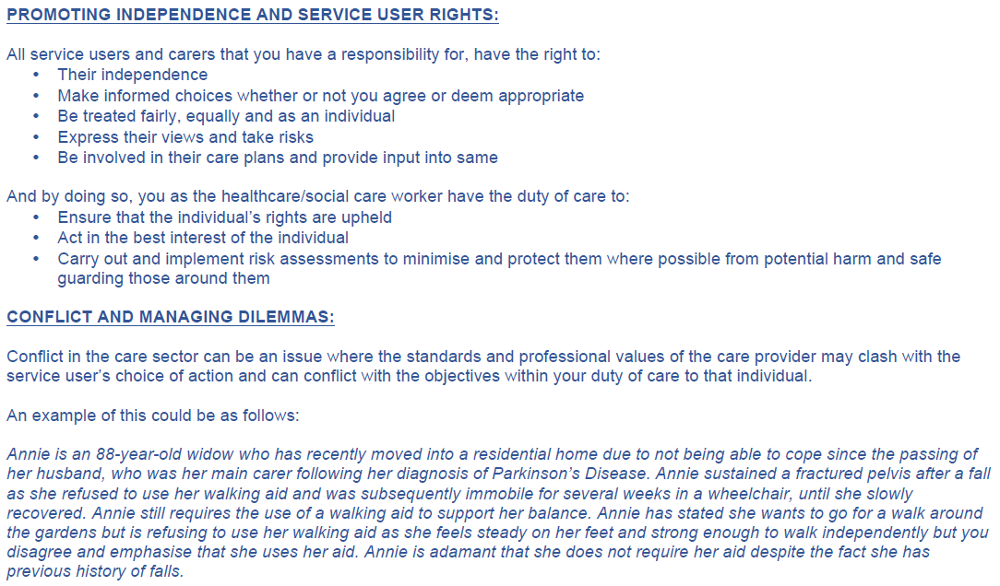 PROMOTING INDEPENDENCE AND SERVICE USER RIGHTS:
All service users and carers that you have a responsibility for, have the right to:
• Their independence
• Make informed choices whether or not you agree or deem appropriate
• Be treated fairly, equally and as an individual
• Express their views and take risks
• Be involved in their care plans and provide input into same
And by doing so, you as the healthcare/social care worker have the duty of care to:
• Ensure that the individual's rights are upheld
• Act in the best interest of the individual
• Carry out and implement risk assessments to minimise and protect them where possible from potential harm and safe
guarding those around them
CONFLICT AND MANAGING DILEMMAS:
Conflict in the care sector can be an issue where the standards and professional values of the care provider may clash with the
service user's choice of action and can conflict with the objectives within your duty of care to that individual.
An example of this could be as follows:
Annie is an 88-year-old widow who has recently moved into a residential home due to not being able to cope since the passing of
her husband, who was her main carer following her diagnosis of Parkinson's Disease. Annie sustained a fractured pelvis after a fall
as she refused to use her walking aid and was subsequently immobile for several weeks in a wheelchair, until she slowly
recovered. Annie still requires the use of a walking aid to support her balance. Annie has stated she wants to go for a walk around
the gardens but is refusing to use her walking aid as she feels steady on her feet and strong enough to walk independently but you
disagree and emphasise that she uses her aid. Annie is adamant that she does not require her aid despite the fact she has
previous history of falls.